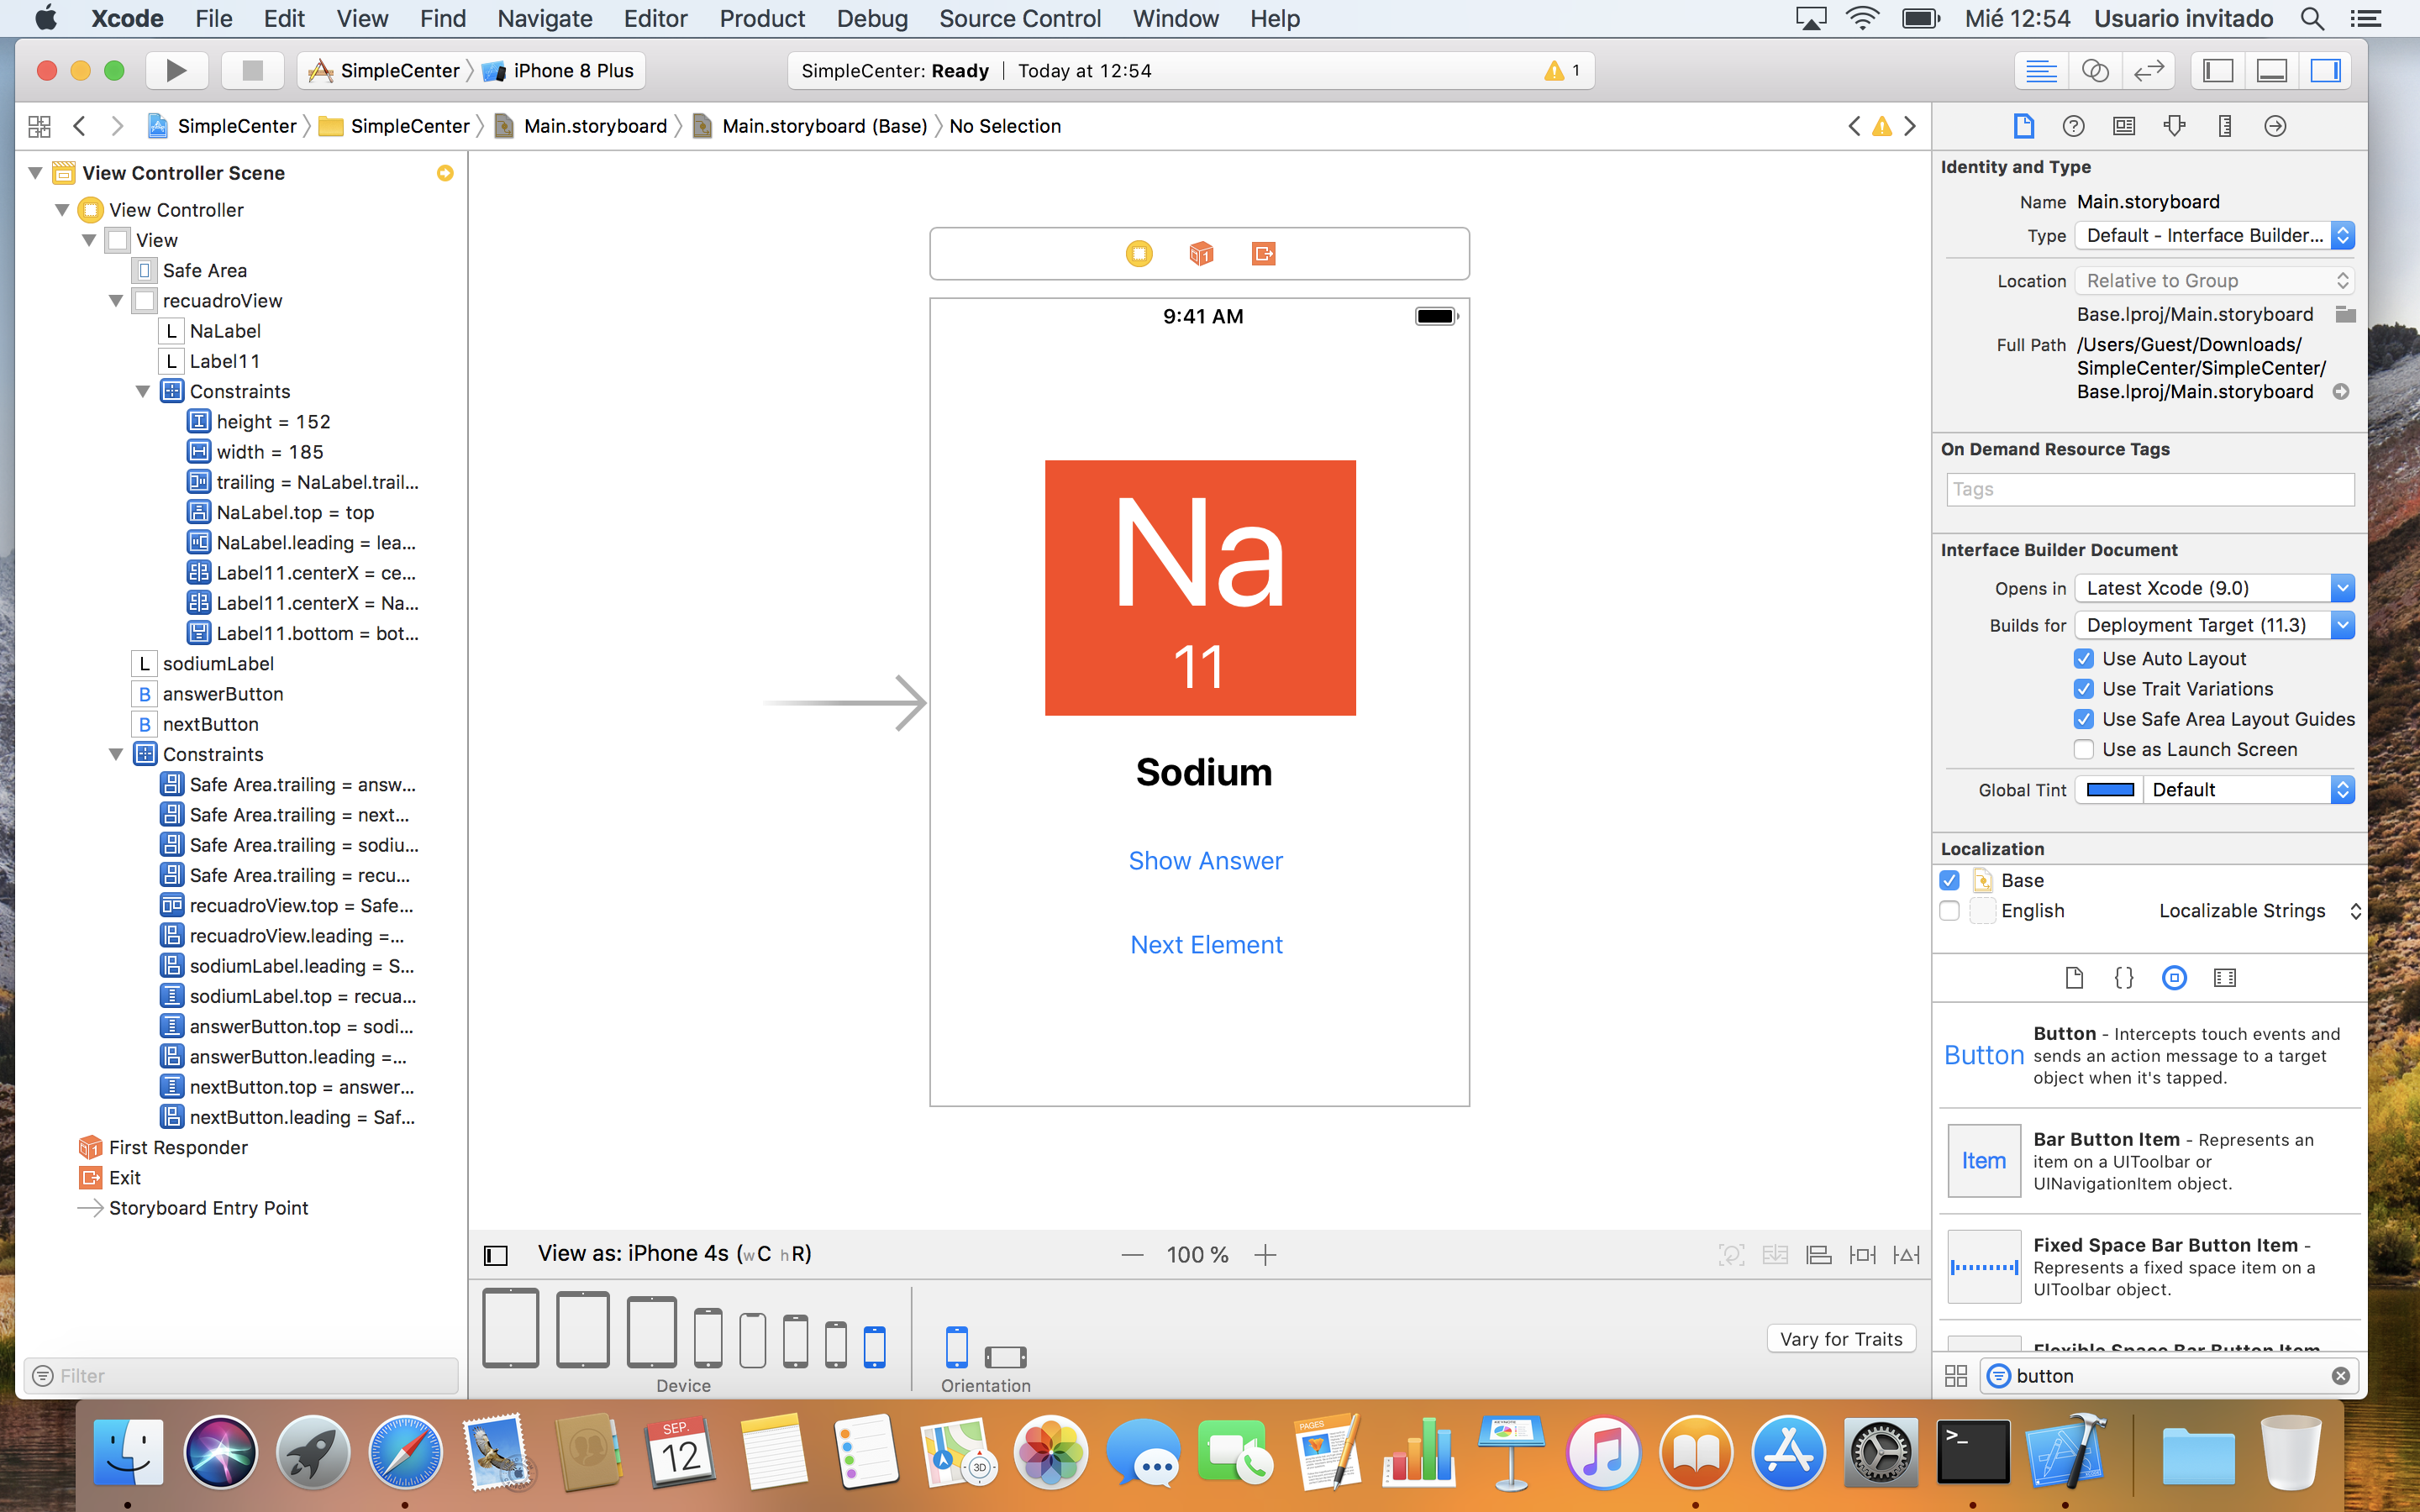 Xcode File Edit View Find Navigate Editor Product Debug Source Control Window Help Mié 12:54 Usuario invitado
SimpleCenter iPhone 8 Plus SimpleCenter: Ready Today at 12:54 1
SimpleCenter SimpleCenter Main.storyboard Main.storyboard (Base) No Selection
View Controller Scene
View Controller
View
Safe Area
recuadroView
L NaLabel
L Label11
Constraints
height = 152
width = 185
trailing = NaLabel.trail...
NaLabel.top = top
NaLabel.leading = lea...
Label11.centerX = ce...
Label11.centerX = Na...
Label11.bottom = bot...
L sodiumLabel
B answerButton
B nextButton
Constraints
Safe Area.trailing = answ...
Safe Area.trailing = next...
Safe Area.trailing = sodiu...
Safe Area.trailing = recu...
recuadroView.top = Safe...
recuadroView.leading =...
sodiumLabel.leading = S...
sodiumLabel.top = recua...
answerButton.top = sodi...
answerButton.leading =...
nextButton.top = answer...
nextButton.leading = Saf...
First Responder
Exit
Storyboard Entry Point
Filter
9:41 AM
Na
11
Sodium
Show Answer
Next Element
View as: iPhone 4s (wC hR)
100 %
Device
Orientation
Vary for Traits
Identity and Type
Name Main.storyboard
Type Default - Interface Builder...
Location Relative to Group
Base.lproj/Main.storyboard
Full Path /Users/Guest/Downloads/
SimpleCenter/SimpleCenter/
Base.lproj/Main.storyboard
On Demand Resource Tags
Tags
Interface Builder Document
Opens in Latest Xcode (9.0)
Builds for Deployment Target (11.3)
Use Auto Layout
Use Trait Variations
Use Safe Area Layout Guides
Use as Launch Screen
Global Tint Default
Localization
Base
English Localizable Strings
{}
Button
Button - Intercepts touch events and
sends an action message to a target
object when it's tapped.
Item
Bar Button Item - Represents an
item on a UIToolbar or
UINavigationItem object.
Fixed Space Bar Button Item -
Represents a fixed space item on a
UIToolbar object.
Flexible Space Bar Button Item
button
SEP.
12
3D
PAGES
>_